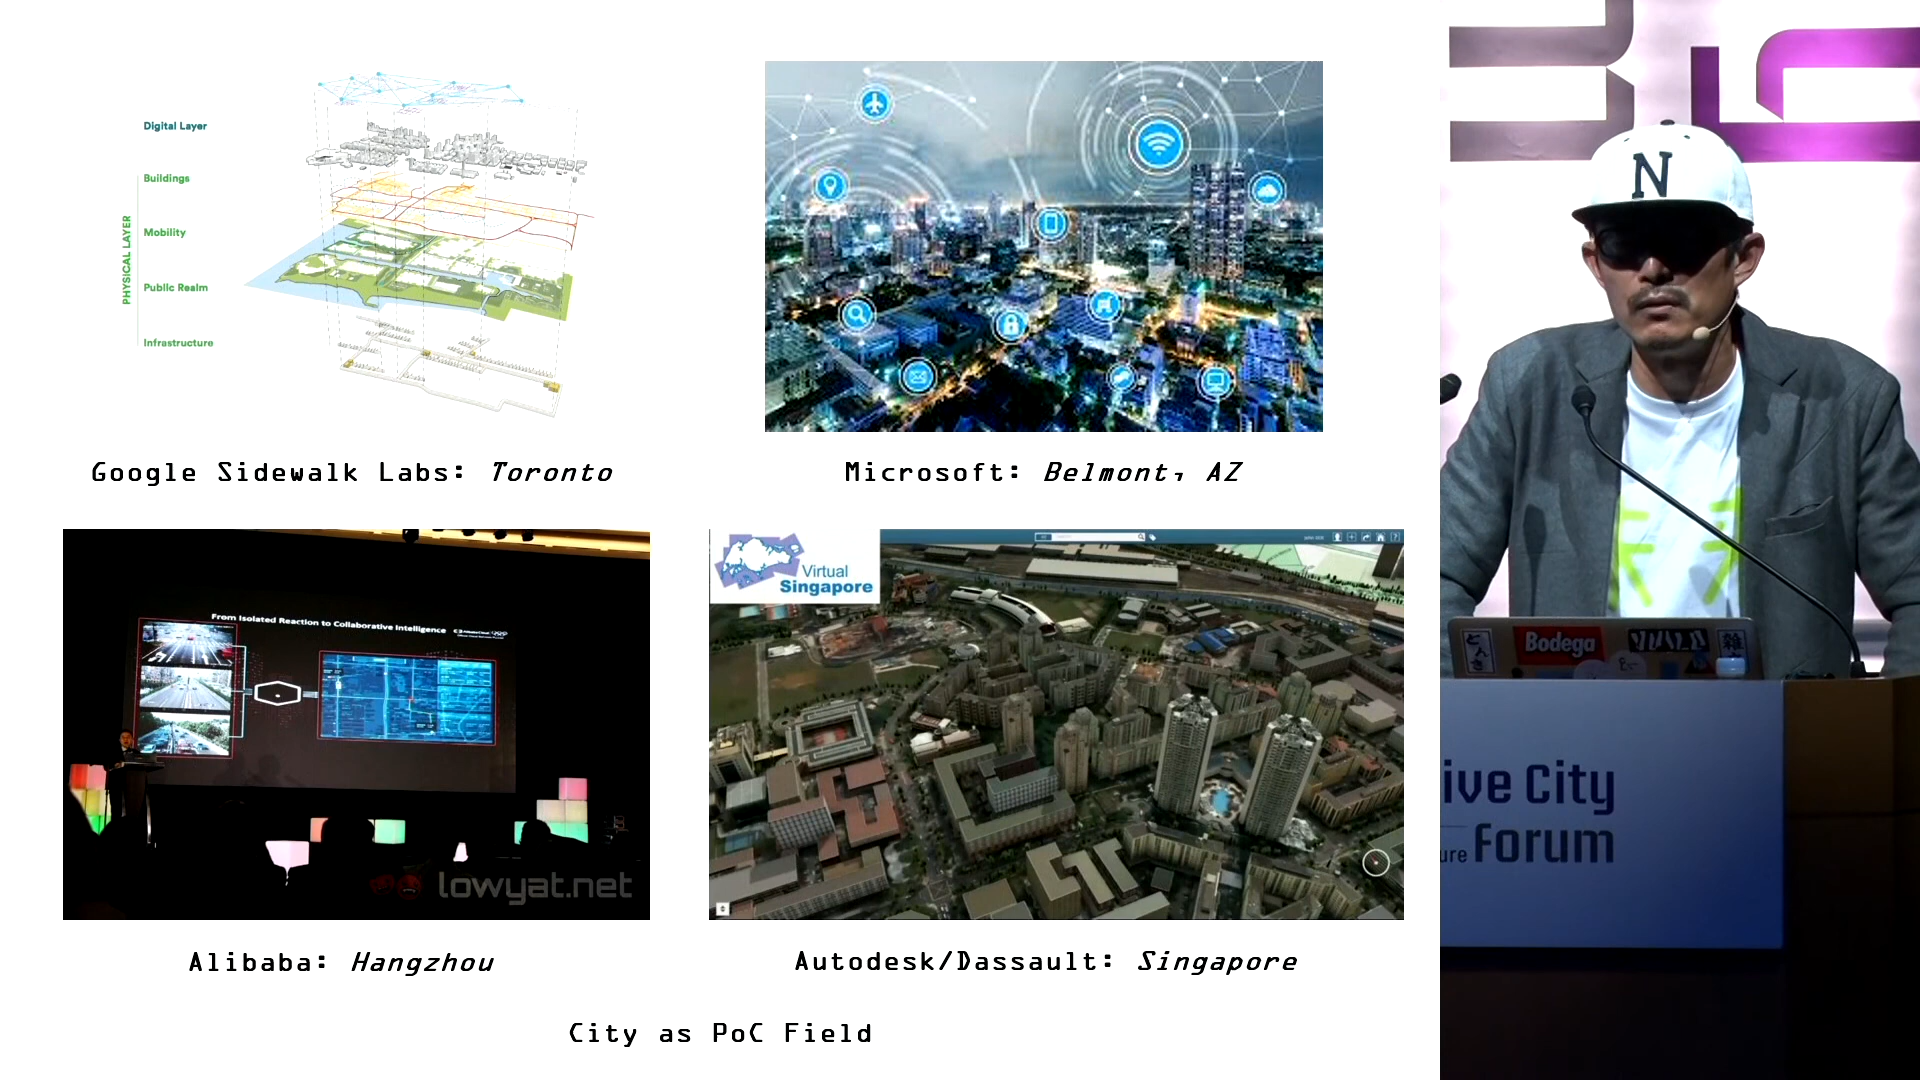 Digital Layer
Buildings
Mobility
Public Realm
Infrastructure
PHYSICAL LAYER
Google Sidewalk Labs: Toronto
Microsoft: Belmont, AZ
From Isolated Reaction to Collaborative Intelligence
lowyat.net
Alibaba: Hangzhou
Virtual
Singapore
Autodesk/Dassault: Singapore
City as PoC Field
N
Bodega
ive City
ure Forum